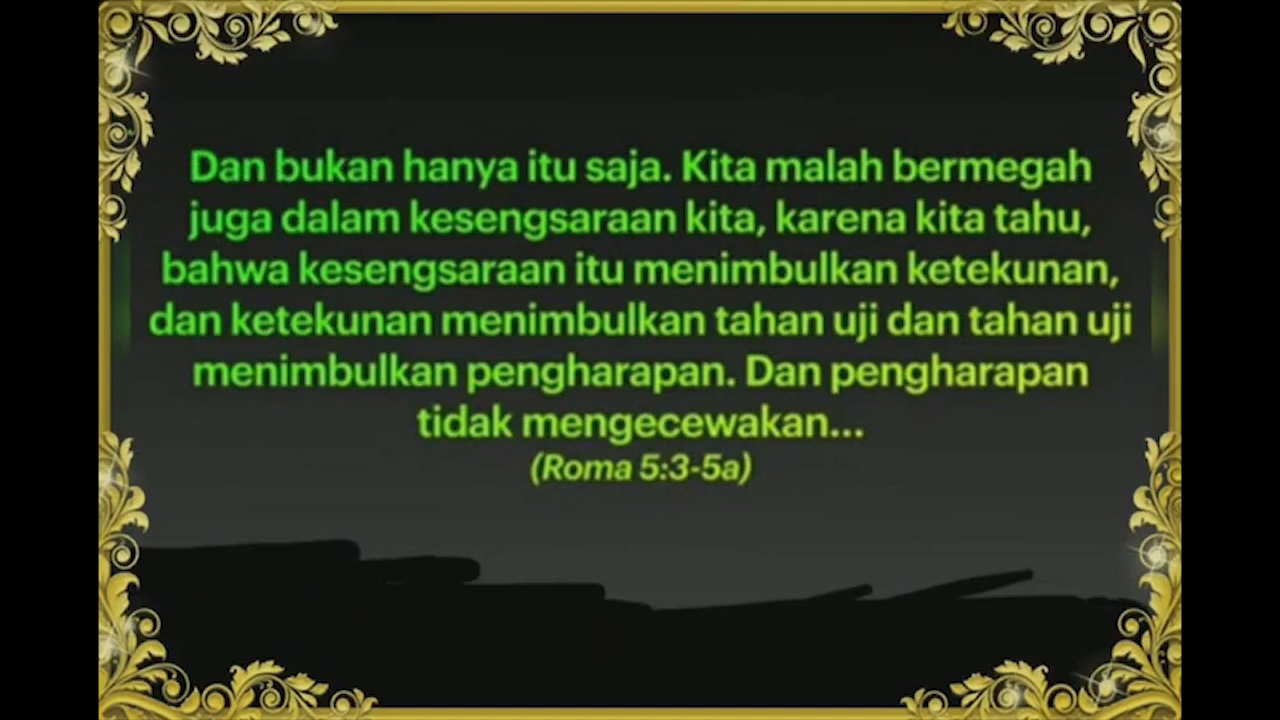 Dan bukan hanya itu saja. Kita malah bermegah
juga dalam kesengsaraan kita, karena kita tahu,
bahwa kesengsaraan itu menimbulkan ketekunan,
dan ketekunan menimbulkan tahan uji dan tahan uji
menimbulkan pengharapan. Dan pengharapan
tidak mengecewakan...
(Roma 5:3-5a)